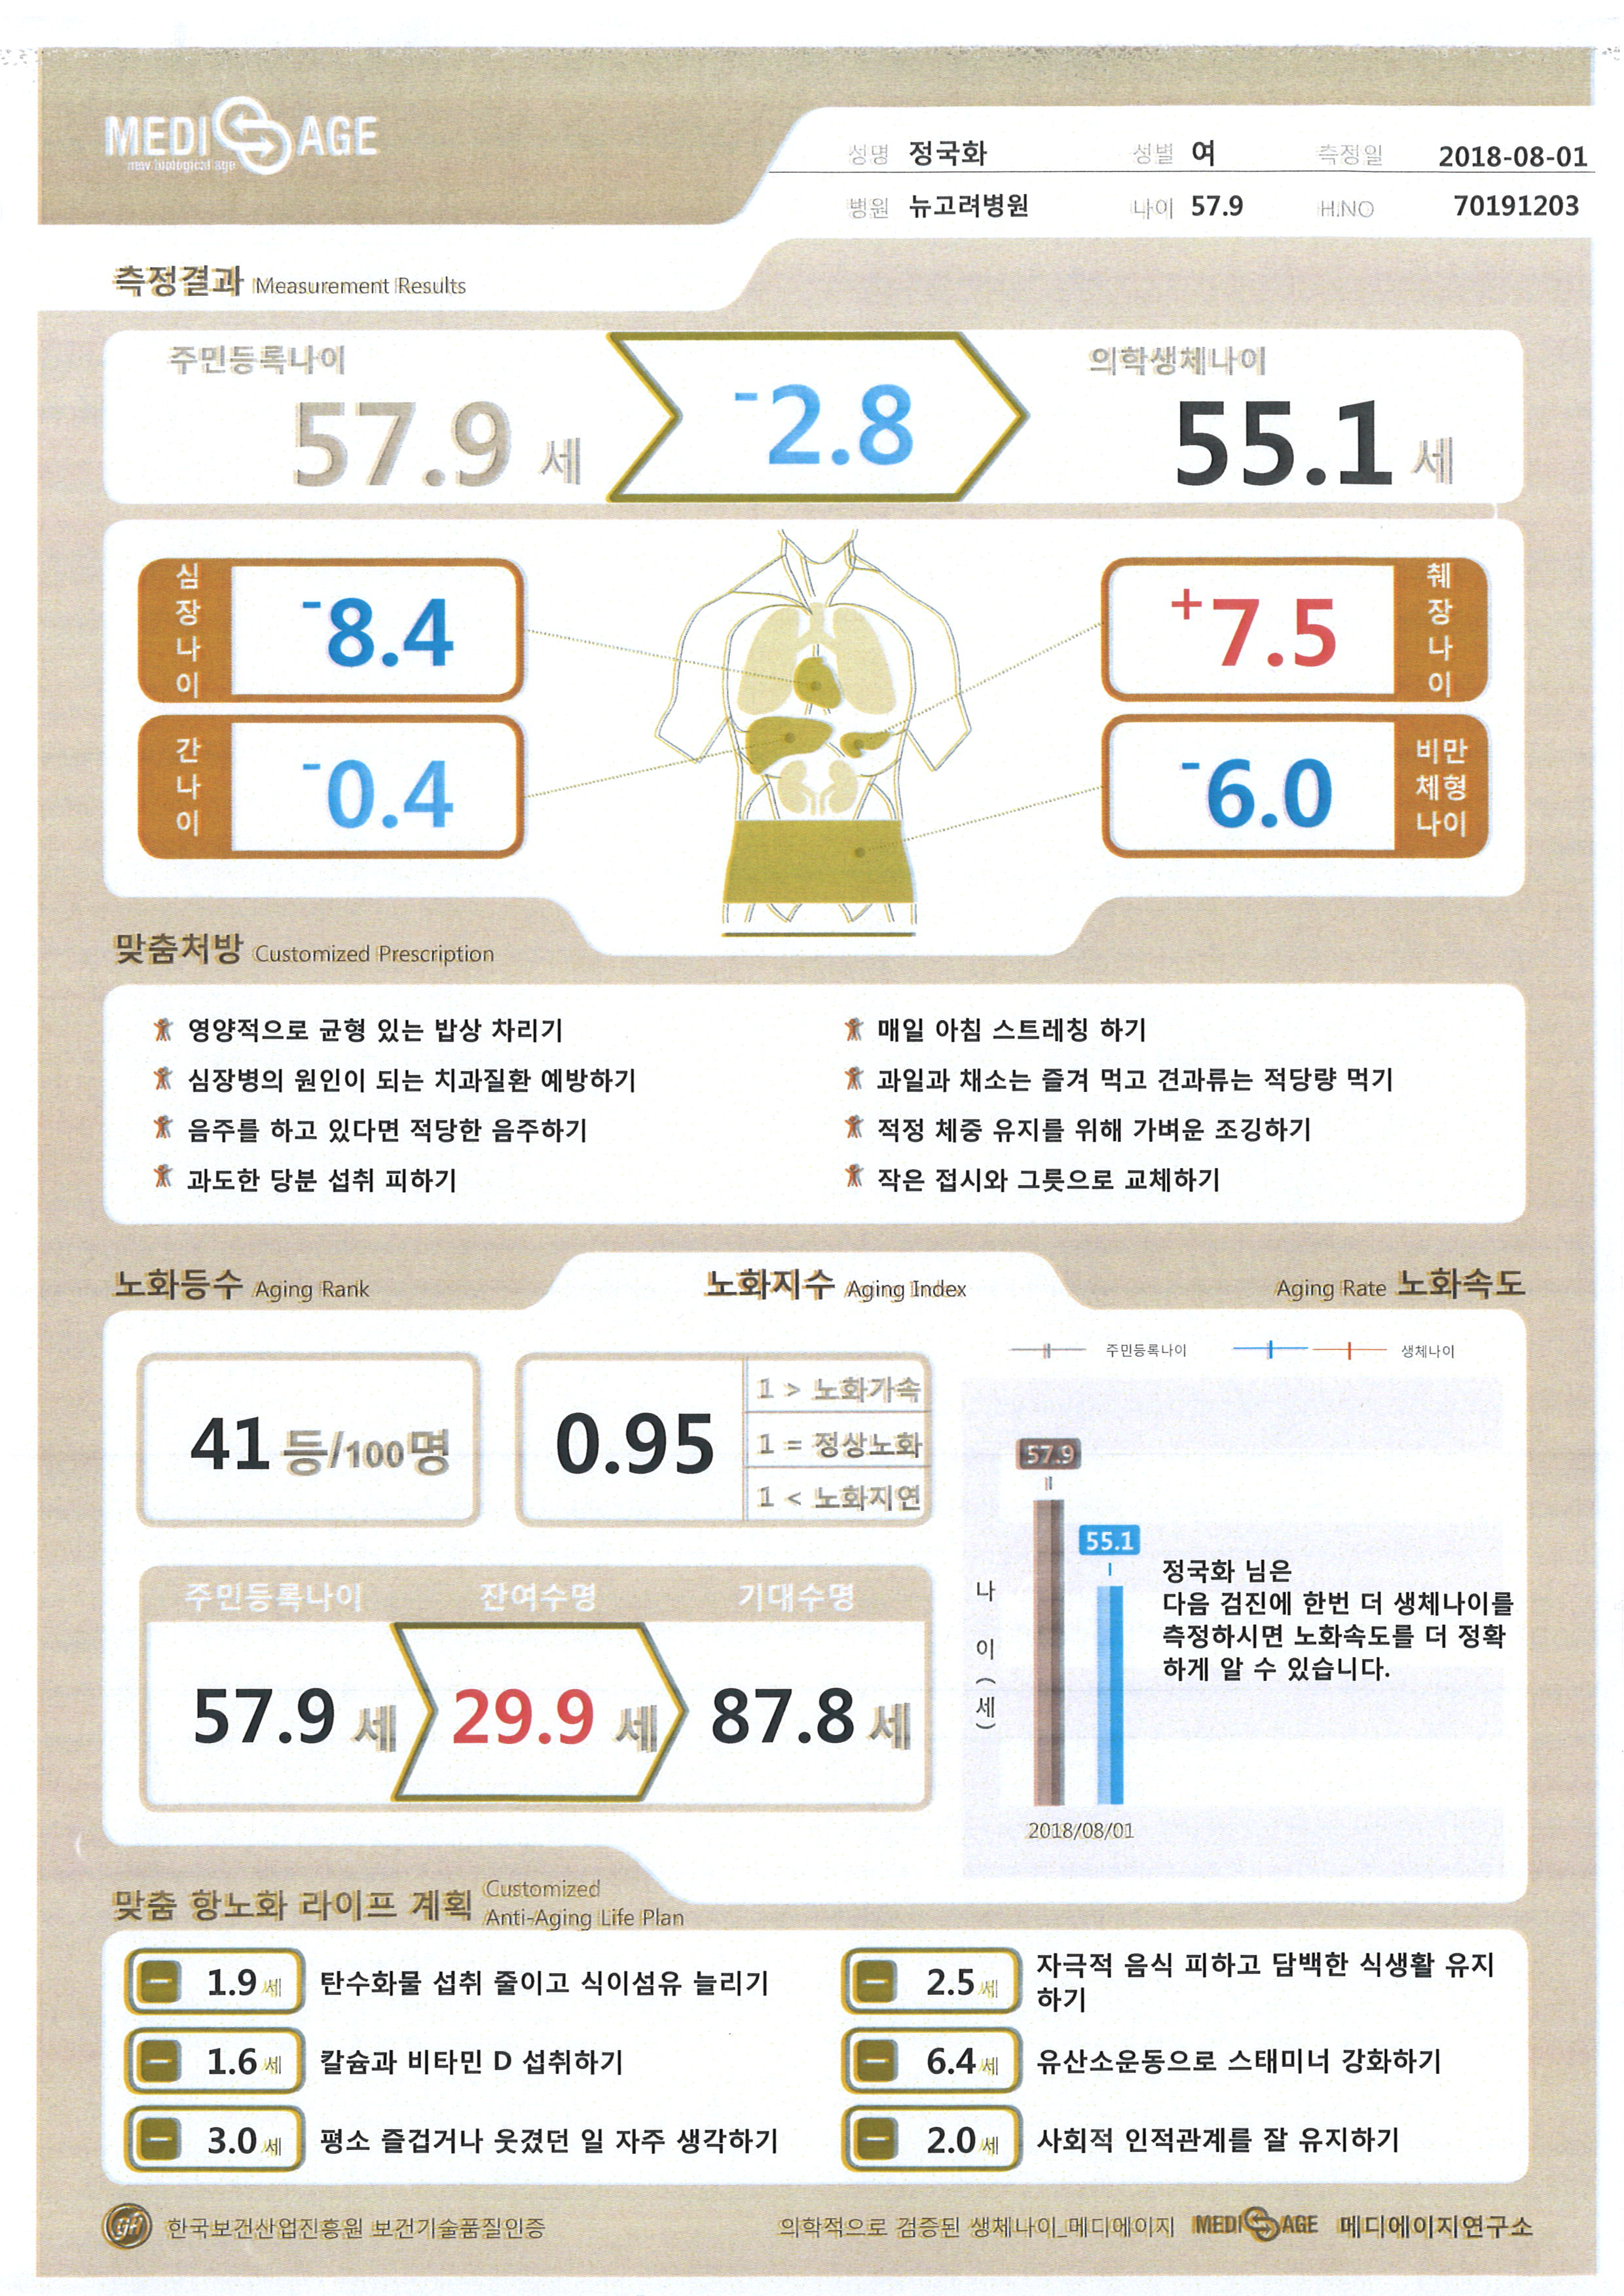 MEDI AGE
new biological age
성명 정국화 성별 여 측정일 2018-08-01
병원 뉴고려병원 나이 57.9 H.NO 70191203
측정결과 Measurement Results
주민등록나이
57.9 세
-2.8
의학생체나이
55.1 세
심장나이 -8.4
+7.5 췌장나이
간나이 -0.4
-6.0 비만체형나이
맞춤처방 Customized Prescription
영양적으로 균형 있는 밥상 차리기
심장병의 원인이 되는 치과질환 예방하기
음주를 하고 있다면 적당한 음주하기
과도한 당분 섭취 피하기
매일 아침 스트레칭 하기
과일과 채소는 즐겨 먹고 견과류는 적당량 먹기
적정 체중 유지를 위해 가벼운 조깅하기
작은 접시와 그릇으로 교체하기
노화등수 Aging Rank
41 등/100명
노화지수 Aging Index
0.95
1 > 노화가속
1 = 정상노화
1 < 노화지연
주민등록나이 잔여수명 기대수명
57.9 세 29.9 세 87.8 세
Aging Rate 노화속도
주민등록나이 생체나이
57.9
55.1
나 이 (세)
정국화 님은
다음 검진에 한번 더 생체나이를
측정하시면 노화속도를 더 정확
하게 알 수 있습니다.
2018/08/01
맞춤 항노화 라이프 계획 Customized
Anti-Aging Life Plan
- 1.9 세 탄수화물 섭취 줄이고 식이섬유 늘리기
- 1.6 세 칼슘과 비타민 D 섭취하기
- 3.0 세 평소 즐겁거나 웃겼던 일 자주 생각하기
- 2.5 세 자극적 음식 피하고 담백한 식생활 유지
하기
- 6.4 세 유산소운동으로 스태미너 강화하기
- 2.0 세 사회적 인적관계를 잘 유지하기
GH 한국보건산업진흥원 보건기술품질인증
의학적으로 검증된 생체나이_메디에이지 MEDI AGE 메디에이지연구소